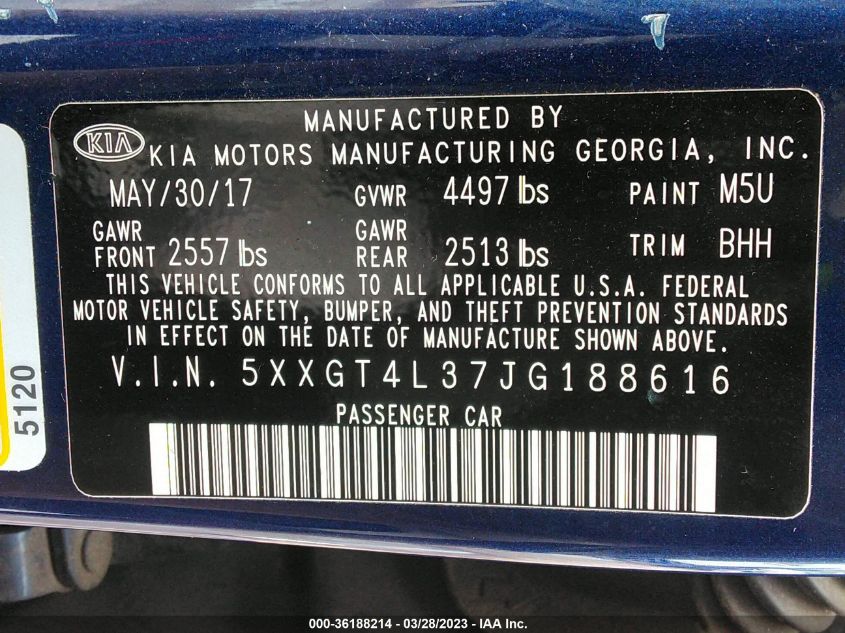 MANUFACTURED BY
KIA KIA MOTORS MANUFACTURING GEORGIA, INC.
MAY/30/17 GVWR 4497 lbs PAINT M5U
GAWR FRONT 2557 lbs GAWR REAR 2513 lbs TRIM BHH
THIS VEHICLE CONFORMS TO ALL APPLICABLE U.S.A. FEDERAL
MOTOR VEHICLE SAFETY, BUMPER, AND THEFT PREVENTION STANDARDS
IN EFFECT ON THE DATE OF MANUFACTURE SHOWN ABOVE.
V.I.N. 5XXGT4L37JG188616
PASSENGER CAR
5120
000-36188214 - 03/28/2023 - IAA Inc.